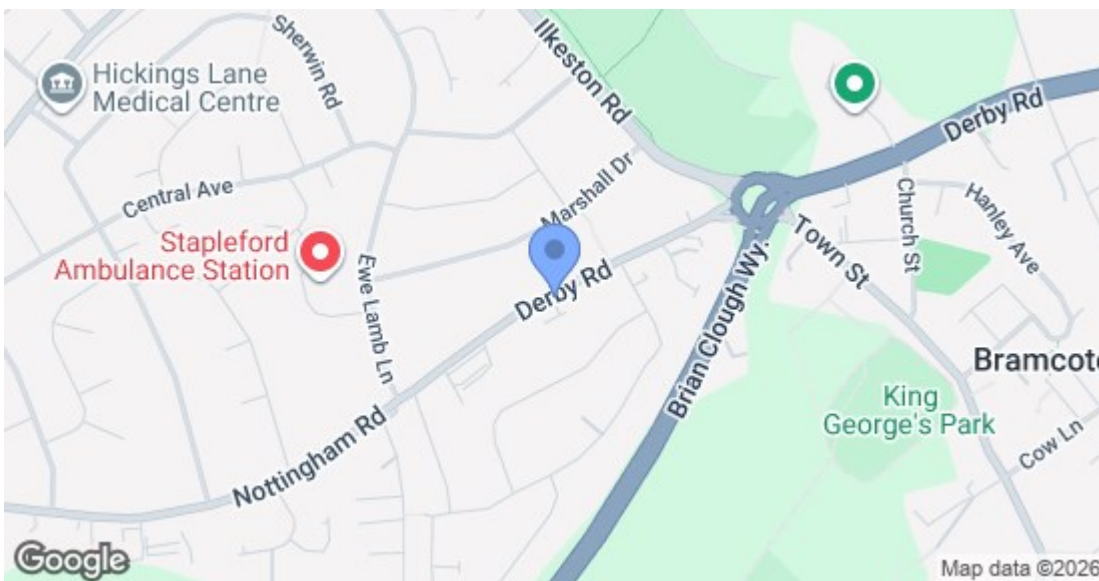 Sherwin Rd
Ilkeston Rd
Hickings Lane
Medical Centre
Derby Rd
Central Ave
Marshall Dr
Church St
Hanley Ave
Stapleford
Ambulance Station
Ewe Lamb Ln
Derby Rd
Town St
Brian Clough Wy.
Bramcote
King
George's Park
Nottingham Rd
Cow Ln
Google
Map data ©2026